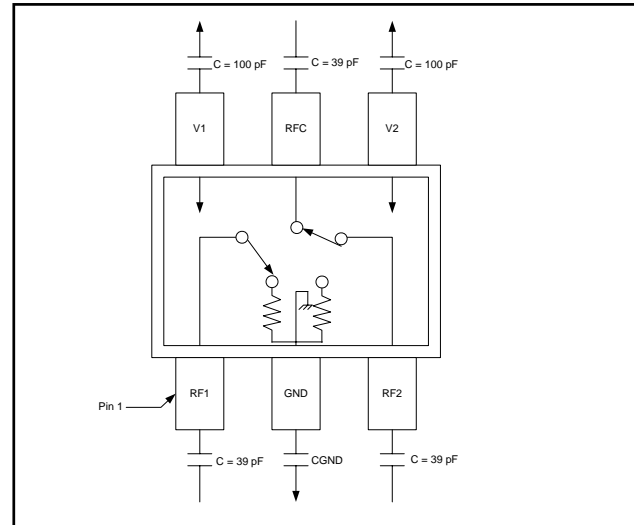 C = 100 pF
C = 39 pF
C = 100 pF
V1
RFC
V2
RF1
GND
RF2
Pin 1
C = 39 pF
CGND
C = 39 pF